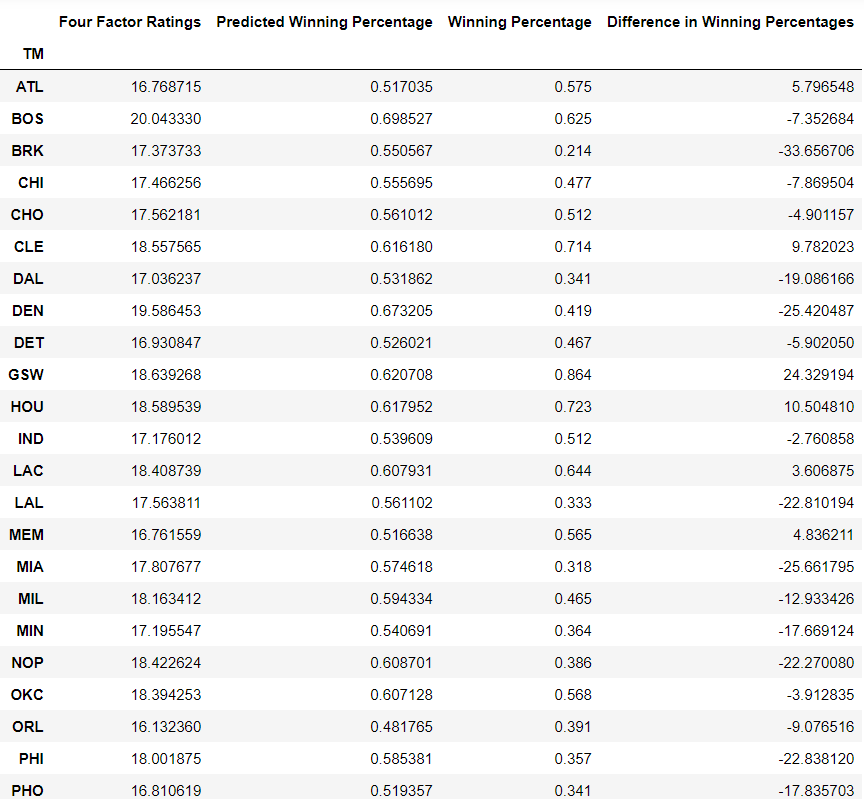 Four Factor Ratings Predicted Winning Percentage Winning Percentage Difference in Winning Percentages
TM
ATL 16.768715 0.517035 0.575 5.796548
BOS 20.043330 0.698527 0.625 -7.352684
BRK 17.373733 0.550567 0.214 -33.656706
CHI 17.466256 0.555695 0.477 -7.869504
CHO 17.562181 0.561012 0.512 -4.901157
CLE 18.557565 0.616180 0.714 9.782023
DAL 17.036237 0.531862 0.341 -19.086166
DEN 19.586453 0.673205 0.419 -25.420487
DET 16.930847 0.526021 0.467 -5.902050
GSW 18.639268 0.620708 0.864 24.329194
HOU 18.589539 0.617952 0.723 10.504810
IND 17.176012 0.539609 0.512 -2.760858
LAC 18.408739 0.607931 0.644 3.606875
LAL 17.563811 0.561102 0.333 -22.810194
MEM 16.761559 0.516638 0.565 4.836211
MIA 17.807677 0.574618 0.318 -25.661795
MIL 18.163412 0.594334 0.465 -12.933426
MIN 17.195547 0.540691 0.364 -17.669124
NOP 18.422624 0.608701 0.386 -22.270080
OKC 18.394253 0.607128 0.568 -3.912835
ORL 16.132360 0.481765 0.391 -9.076516
PHI 18.001875 0.585381 0.357 -22.838120
PHO 16.810619 0.519357 0.341 -17.835703